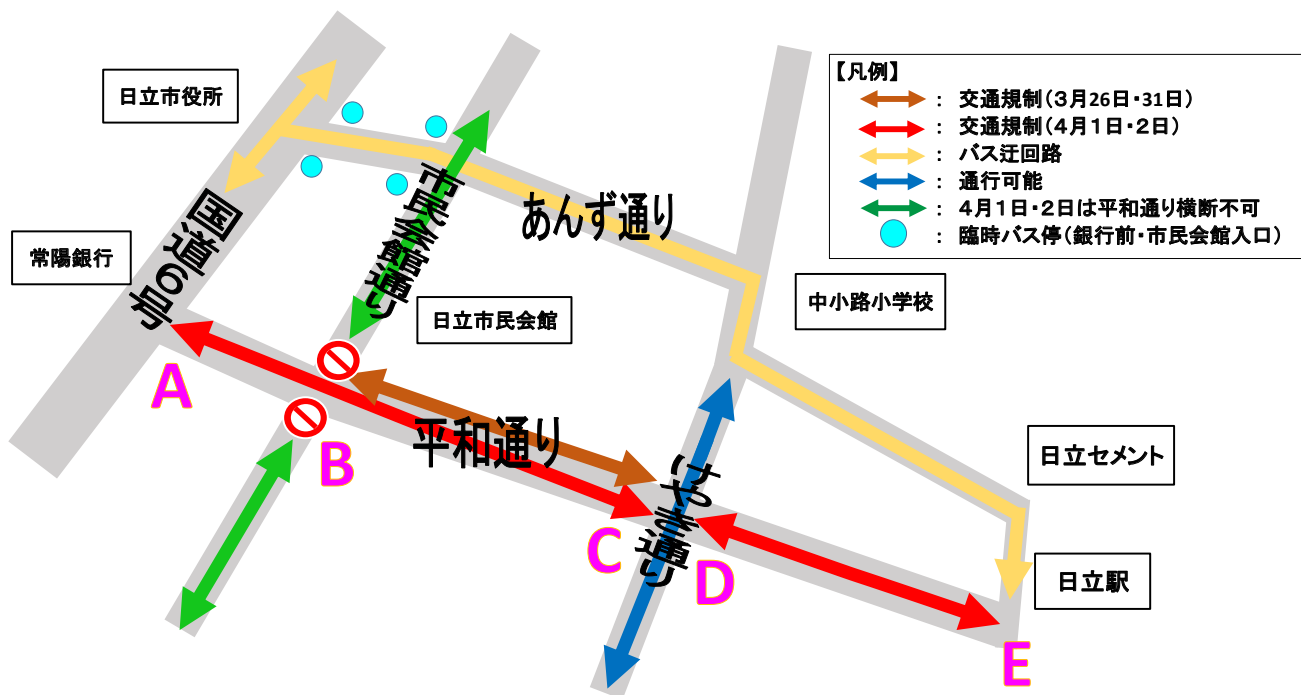 日立市役所
国道6号
常陽銀行
市民会館通り
あんず通り
日立市民会館
中小路小学校
平和通り
けやき通り
日立セメント
日立駅
A
B
C
D
E
【凡例】
： 交通規制（３月26日・31日）
： 交通規制（４月１日・２日）
： バス迂回路
： 通行可能
： ４月１日・２日は平和通り横断不可
： 臨時バス停（銀行前・市民会館入口）